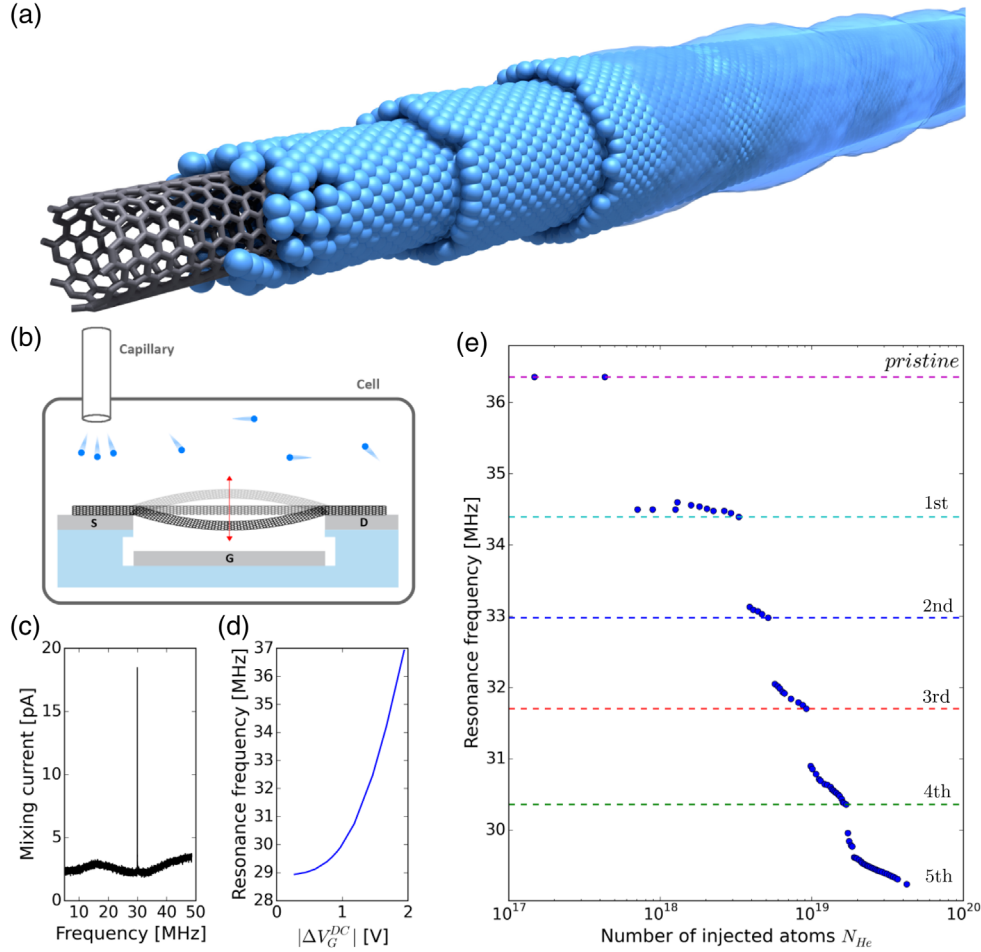 (a)
(b)
Capillary
Cell
S
D
G
(c)
20
15
10
5
0
10 20 30 40 50
Mixing current [pA]
Frequency [MHz]
(d)
37
36
35
34
33
32
31
30
29
28
0 1 2
Resonance frequency [MHz]
|ΔV_G^{DC}| [V]
(e)
pristine
1st
2nd
3rd
4th
5th
36
35
34
33
32
31
30
10^{17} 10^{18} 10^{19} 10^{20}
Resonance frequency [MHz]
Number of injected atoms N_{He}